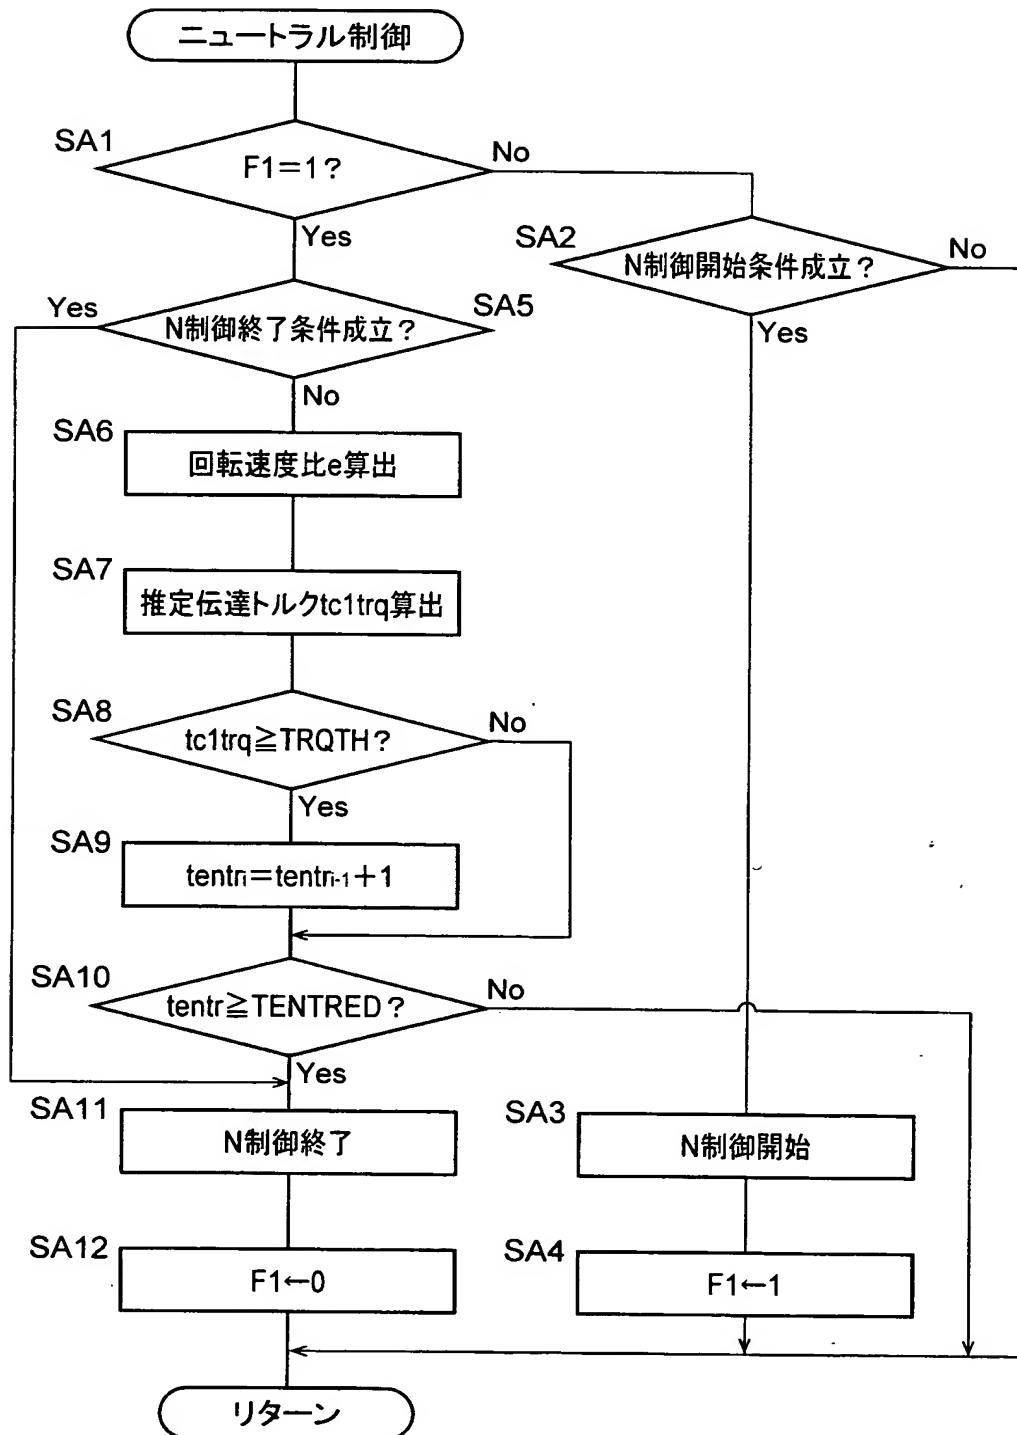 ニュートラル制御
SA1
F1=1?
No
Yes
SA2
N制御開始条件成立?
No
Yes
Yes
N制御終了条件成立?
SA5
No
SA6
回転速度比e算出
SA7
推定伝達トルクtc1trq算出
SA8
tc1trq≧TRQTH?
No
Yes
SA9
tentri=tentri-1+1
SA10
tentr≧TENTRED?
No
Yes
SA11
N制御終了
SA3
N制御開始
SA12
F1←0
SA4
F1←1
リターン